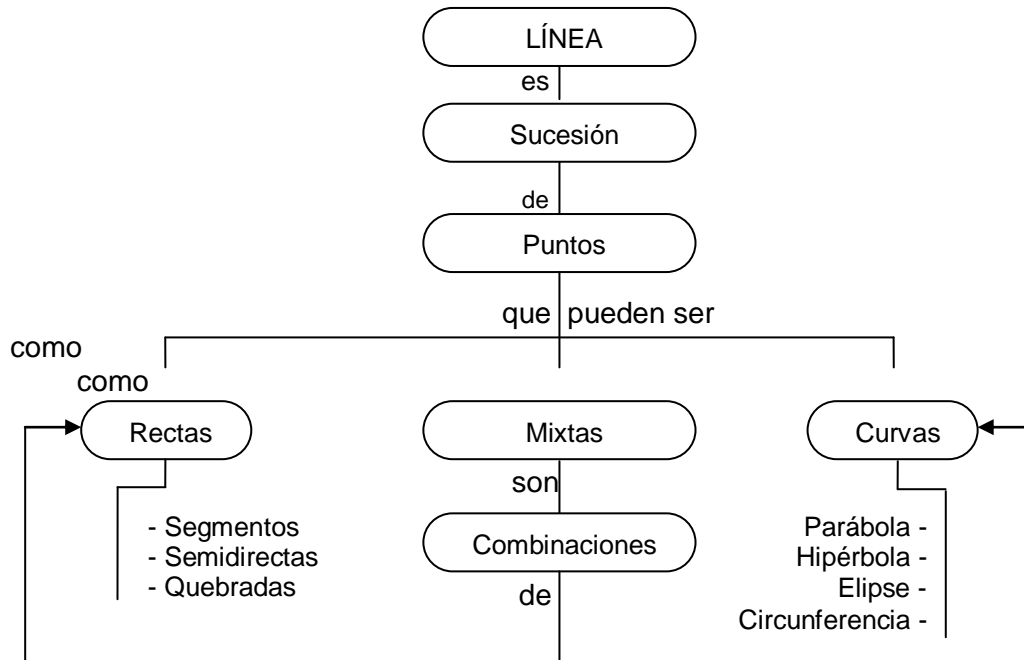 LÍNEA
es
Sucesión
de
Puntos
que pueden ser
como
como
Rectas
Mixtas
Curvas
son
- Segmentos
- Semidirectas
- Quebradas
Combinaciones
de
Parábola -
Hipérbola -
Elipse -
Circunferencia -